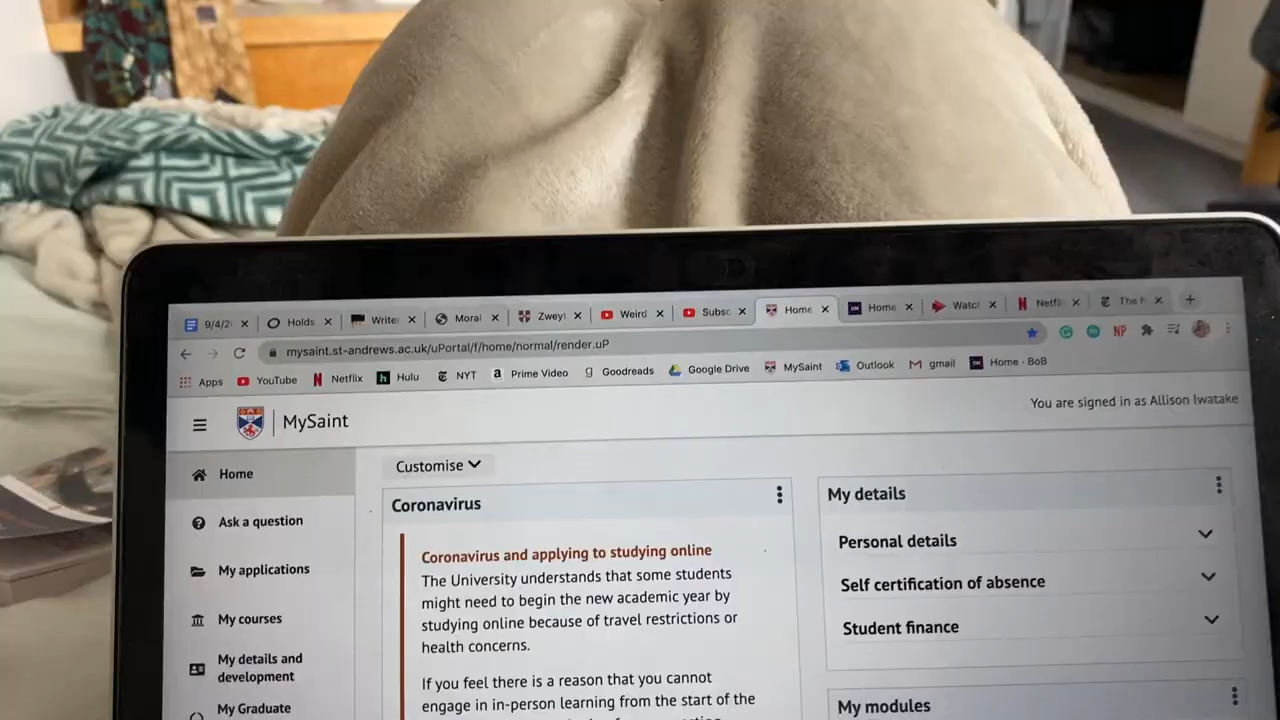 9/4/2
Holds
Writer
Moral
Zweyl
Weird
Subsc
Home
Home
Watcl
Netfli
The N
mysaint.st-andrews.ac.uk/uPortal/f/home/normal/render.uP
NP
Apps
YouTube
Netflix
Hulu
NYT
Prime Video
Goodreads
Google Drive
MySaint
Outlook
gmail
Home · BoB
MySaint
You are signed in as Allison Iwatake
Home
Ask a question
My applications
My courses
My details and
development
My Graduate
Customise
Coronavirus
Coronavirus and applying to studying online
The University understands that some students
might need to begin the new academic year by
studying online because of travel restrictions or
health concerns.
If you feel there is a reason that you cannot
engage in in-person learning from the start of the
My details
Personal details
Self certification of absence
Student finance
My modules